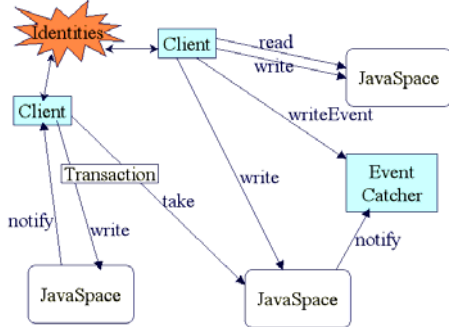 Identities
Client
read
write
JavaSpace
writeEvent
Client
Transaction
write
Event
Catcher
take
notify
write
notify
JavaSpace
JavaSpace